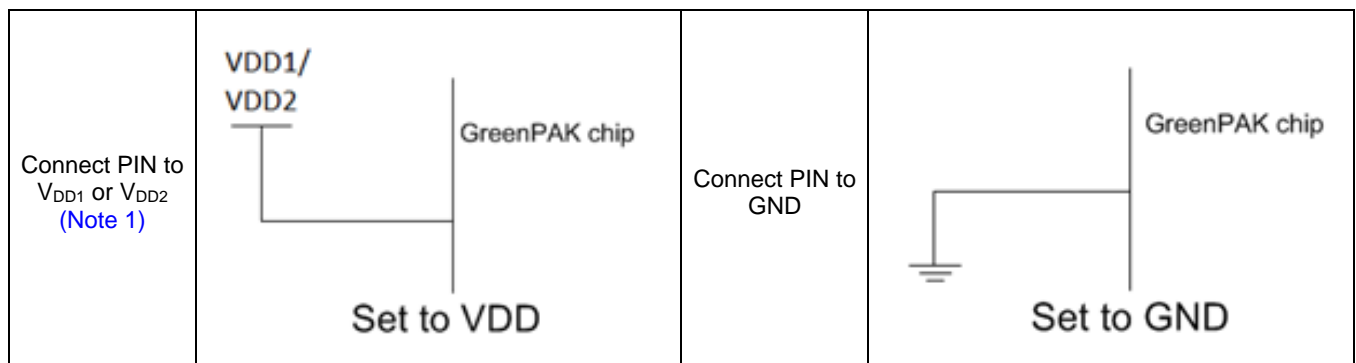 Connect PIN to
VDD1 or VDD2
(Note 1)
VDD1/
VDD2
GreenPAK chip
Set to VDD
Connect PIN to
GND
GreenPAK chip
Set to GND